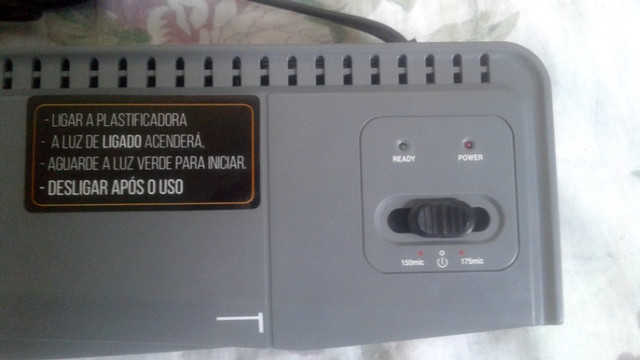 - LIGAR A PLASTIFICADORA
- A LUZ DE LIGADO ACENDERÁ,
- AGUARDE A LUZ VERDE PARA INICIAR.
- DESLIGAR APÓS O USO
READY POWER
150mic 175mic